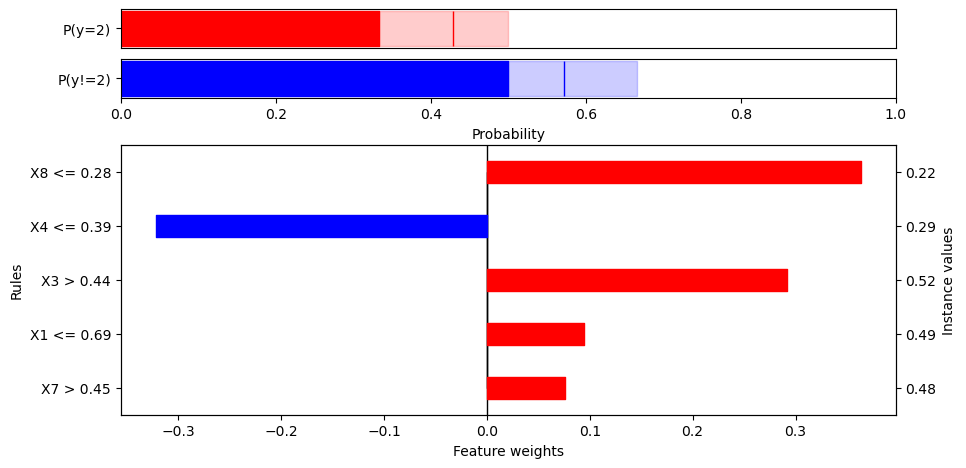 P(y=2)
P(y!=2)
0.0 0.2 0.4 0.6 0.8 1.0
Probability
X8 <= 0.28 0.22
X4 <= 0.39 0.29
X3 > 0.44 0.52
X1 <= 0.69 0.49
X7 > 0.45 0.48
Rules
Instance values
−0.3 −0.2 −0.1 0.0 0.1 0.2 0.3
Feature weights